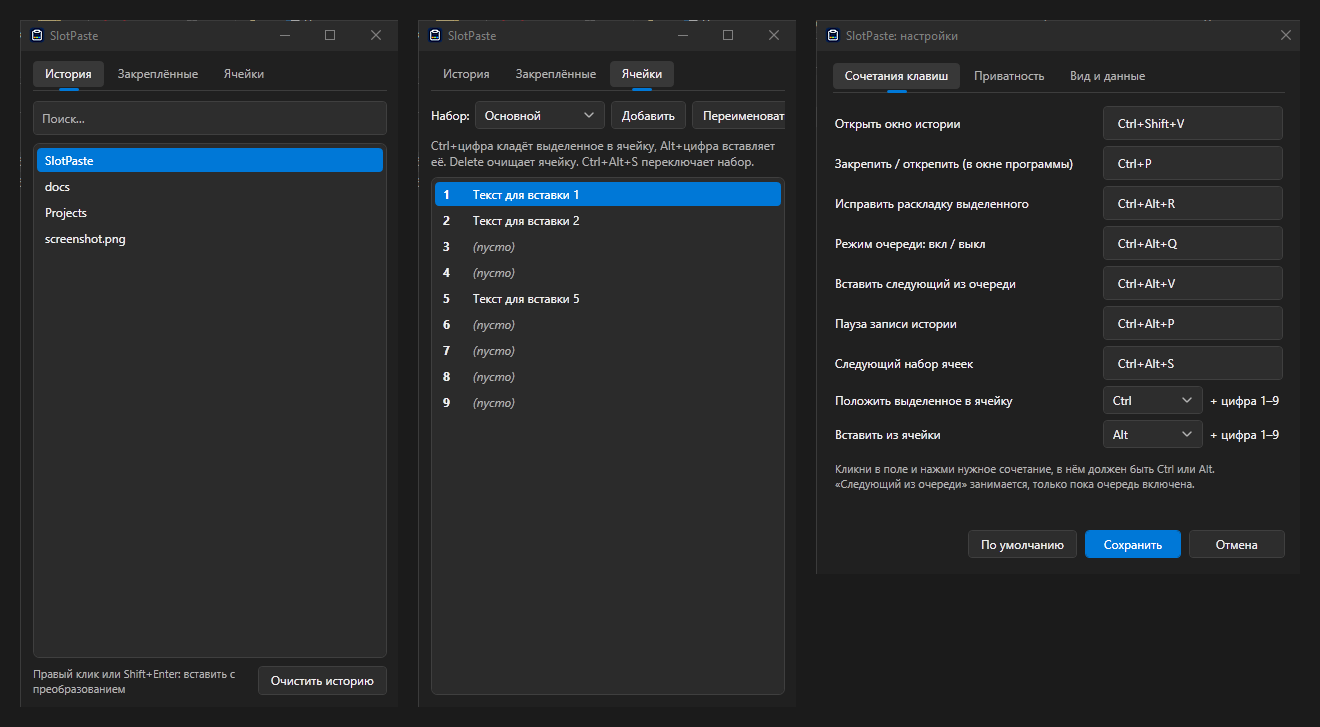 SlotPaste
История
Закреплённые
Ячейки
Поиск...
SlotPaste
docs
Projects
screenshot.png
Правый клик или Shift+Enter: вставить с
преобразованием
Очистить историю
SlotPaste
История
Закреплённые
Ячейки
Набор:
Основной
Добавить
Переименоват
Ctrl+цифра кладёт выделенное в ячейку, Alt+цифра вставляет
её. Delete очищает ячейку. Ctrl+Alt+S переключает набор.
1 Текст для вставки 1
2 Текст для вставки 2
3 (пусто)
4 (пусто)
5 Текст для вставки 5
6 (пусто)
7 (пусто)
8 (пусто)
9 (пусто)
SlotPaste: настройки
Сочетания клавиш
Приватность
Вид и данные
Открыть окно истории Ctrl+Shift+V
Закрепить / открепить (в окне программы) Ctrl+P
Исправить раскладку выделенного Ctrl+Alt+R
Режим очереди: вкл / выкл Ctrl+Alt+Q
Вставить следующий из очереди Ctrl+Alt+V
Пауза записи истории Ctrl+Alt+P
Следующий набор ячеек Ctrl+Alt+S
Положить выделенное в ячейку Ctrl + цифра 1–9
Вставить из ячейки Alt + цифра 1–9
Кликни в поле и нажми нужное сочетание, в нём должен быть Ctrl или Alt.
«Следующий из очереди» занимается, только пока очередь включена.
По умолчанию
Сохранить
Отмена